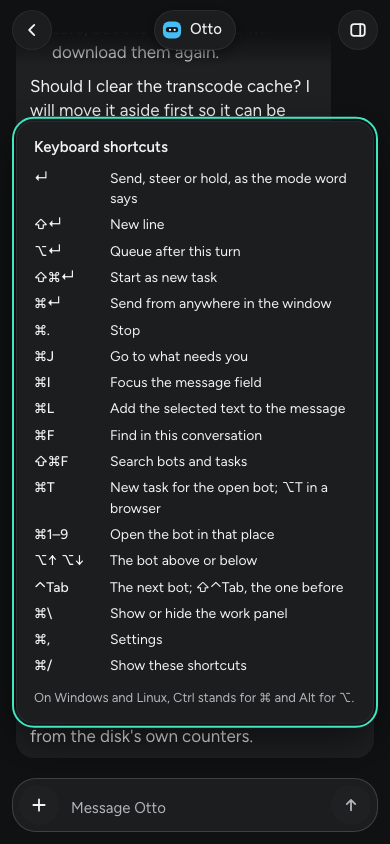 Otto
download them again.
Should I clear the transcode cache? I
will move it aside first so it can be
Keyboard shortcuts
↵ Send, steer or hold, as the mode word
says
⇧↵ New line
⌥↵ Queue after this turn
⇧⌘↵ Start as new task
⌘↵ Send from anywhere in the window
⌘. Stop
⌘J Go to what needs you
⌘I Focus the message field
⌘L Add the selected text to the message
⌘F Find in this conversation
⇧⌘F Search bots and tasks
⌘T New task for the open bot; ⌥T in a
browser
⌘1–9 Open the bot in that place
⌥↑ ⌥↓ The bot above or below
^Tab The next bot; ⇧^Tab, the one before
⌘\ Show or hide the work panel
⌘, Settings
⌘/ Show these shortcuts
On Windows and Linux, Ctrl stands for ⌘ and Alt for ⌥.
from the disk's own counters.
Message Otto